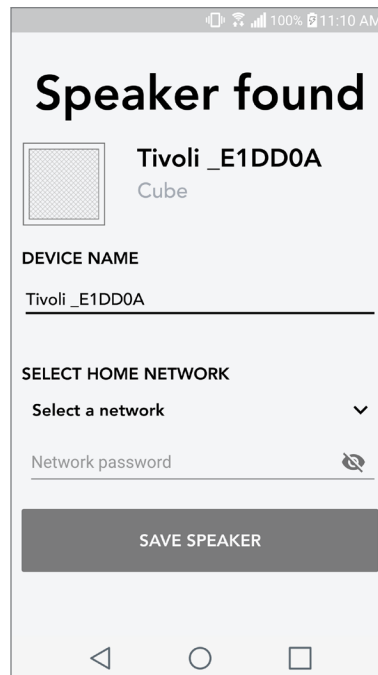 100% 11:10 AM
Speaker found
Tivoli _E1DD0A
Cube
DEVICE NAME
Tivoli _E1DD0A
SELECT HOME NETWORK
Select a network
Network password
SAVE SPEAKER